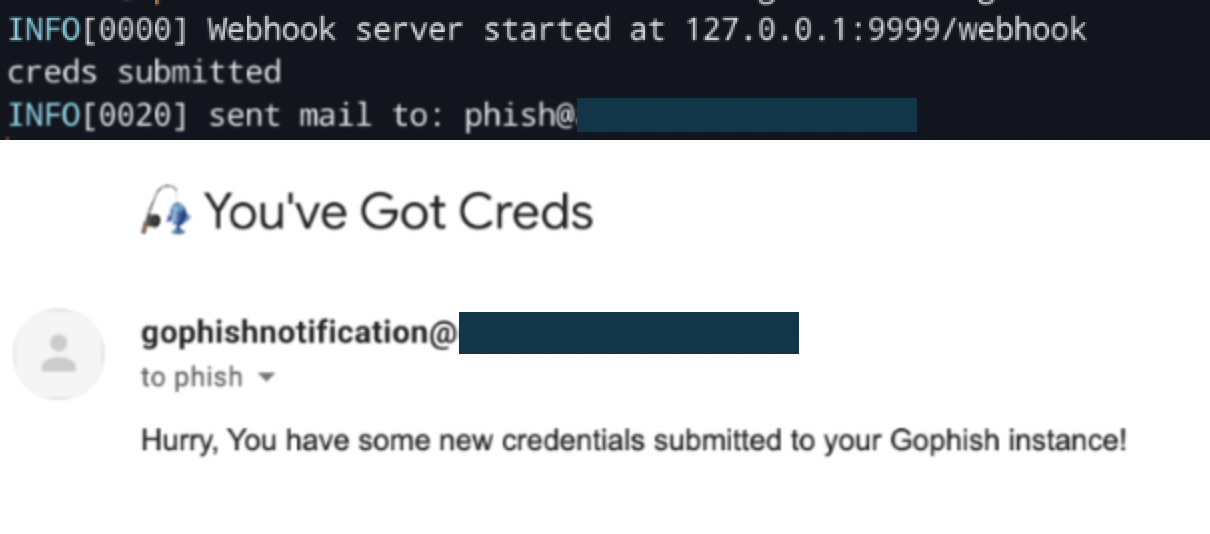 INFO[0000] Webhook server started at 127.0.0.1:9999/webhook
creds submitted
INFO[0020] sent mail to: phish@
🎣 You've Got Creds
gophishnotification@
to phish
Hurry, You have some new credentials submitted to your Gophish instance!